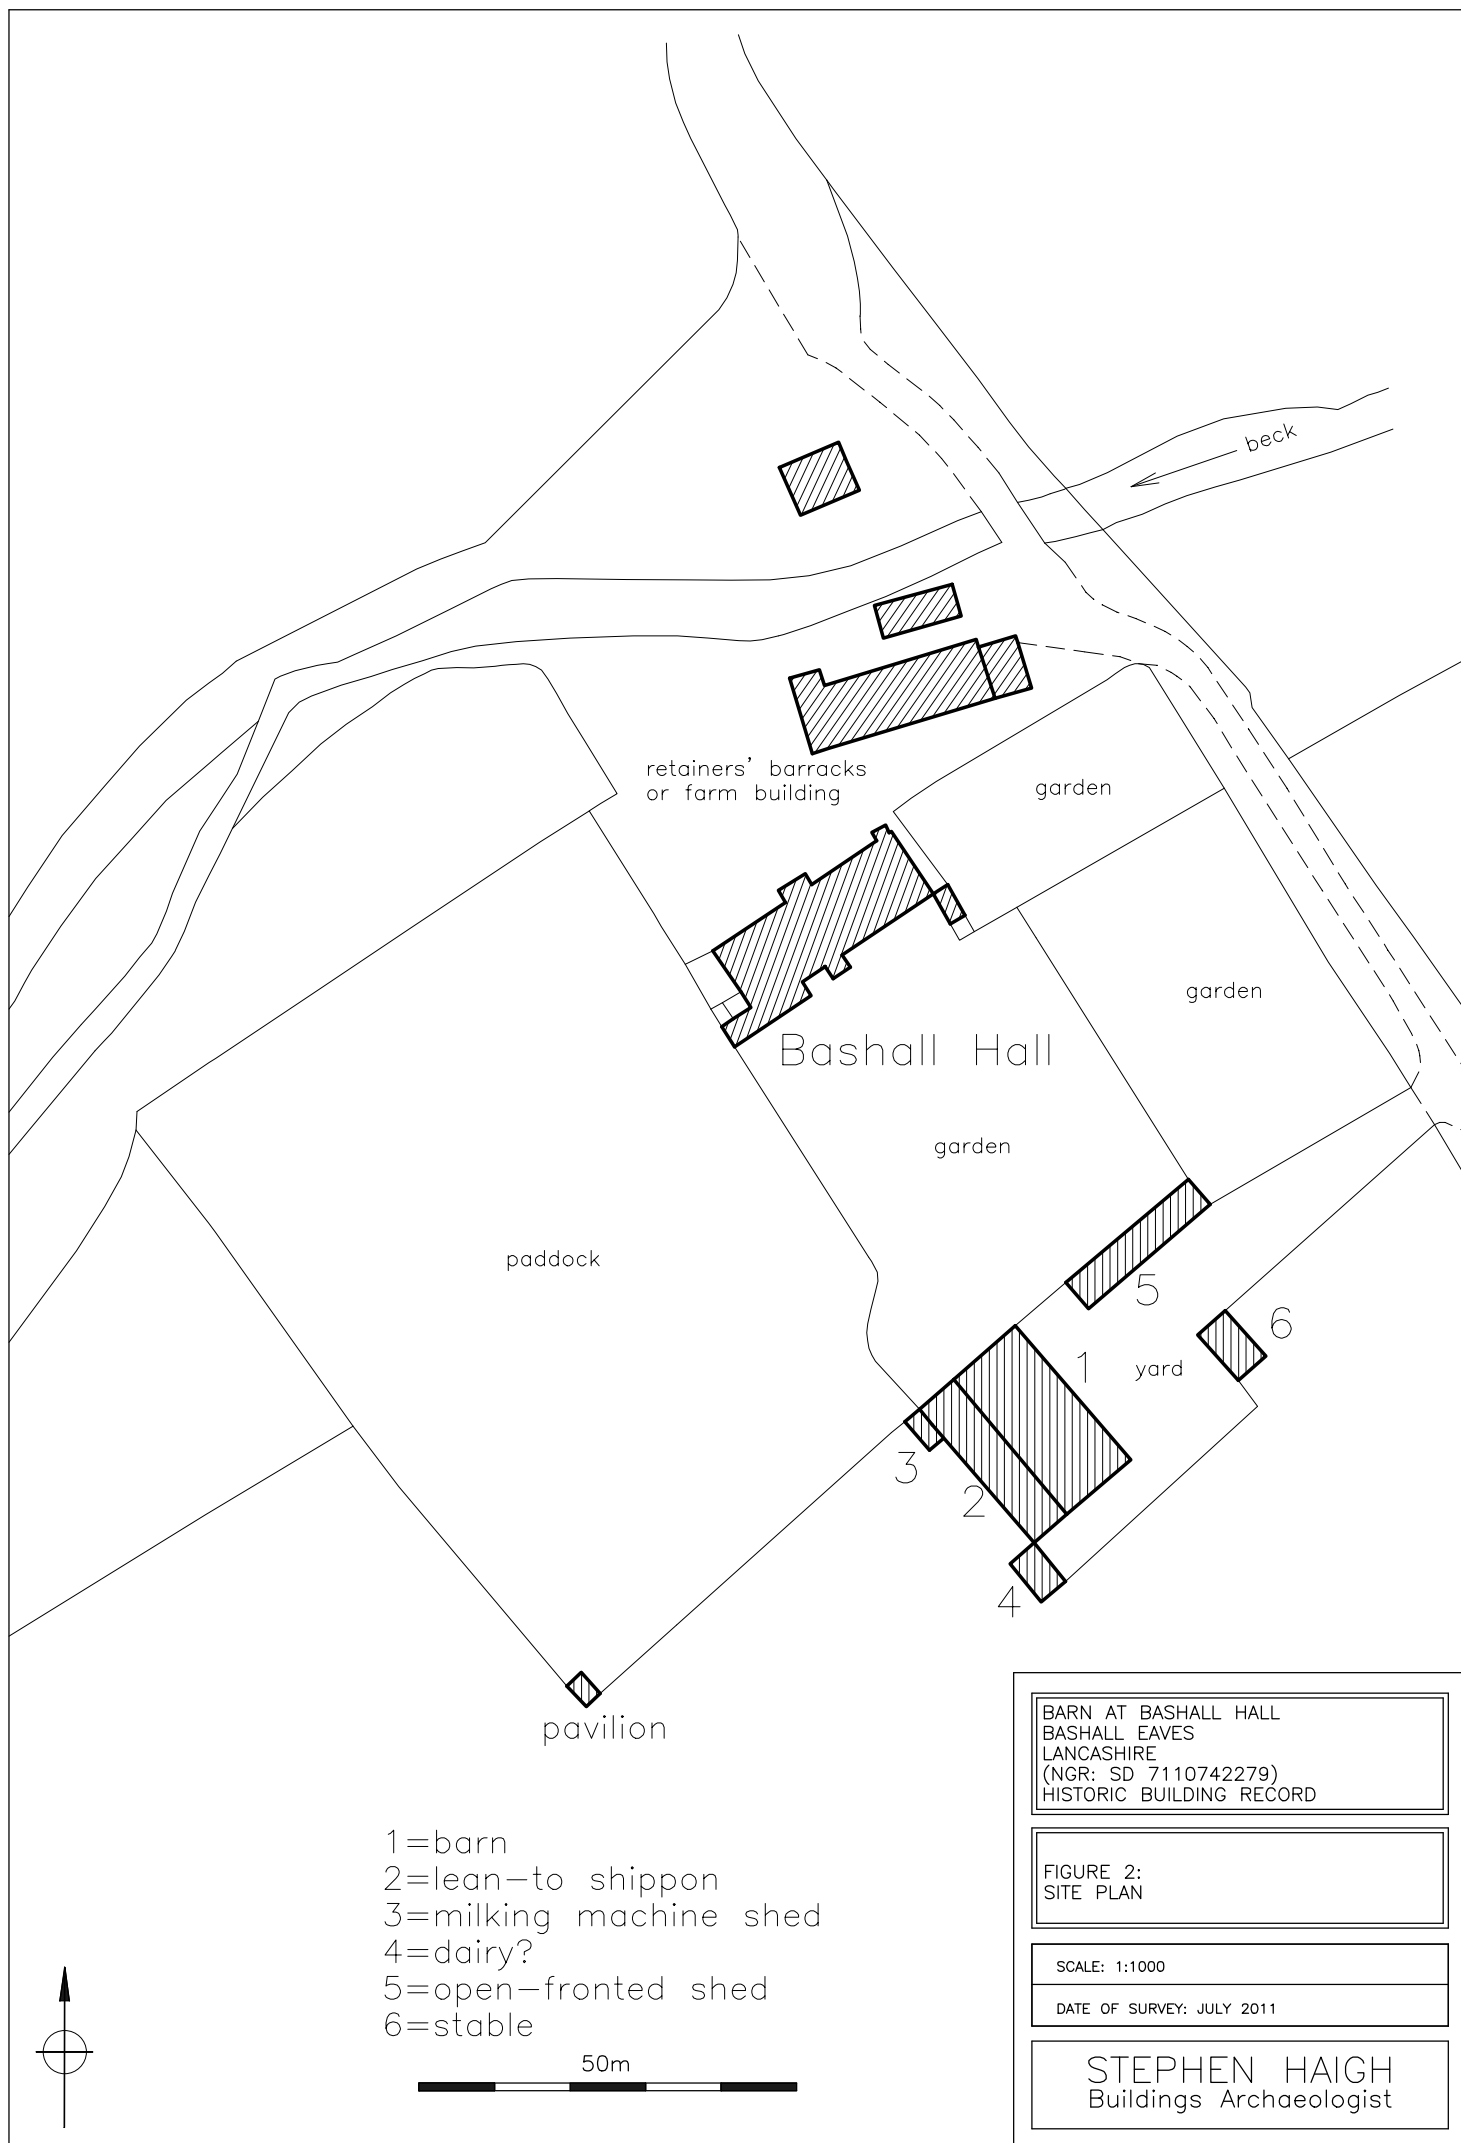 beck
retainers' barracks
or farm building
garden
garden
Bashall Hall
garden
paddock
5
6
1
yard
3
2
4
pavilion
1=barn
2=lean-to shippon
3=milking machine shed
4=dairy?
5=open-fronted shed
6=stable
50m
BARN AT BASHALL HALL
BASHALL EAVES
LANCASHIRE
(NGR: SD 7110742279)
HISTORIC BUILDING RECORD
FIGURE 2:
SITE PLAN
SCALE: 1:1000
DATE OF SURVEY: JULY 2011
STEPHEN HAIGH
Buildings Archaeologist